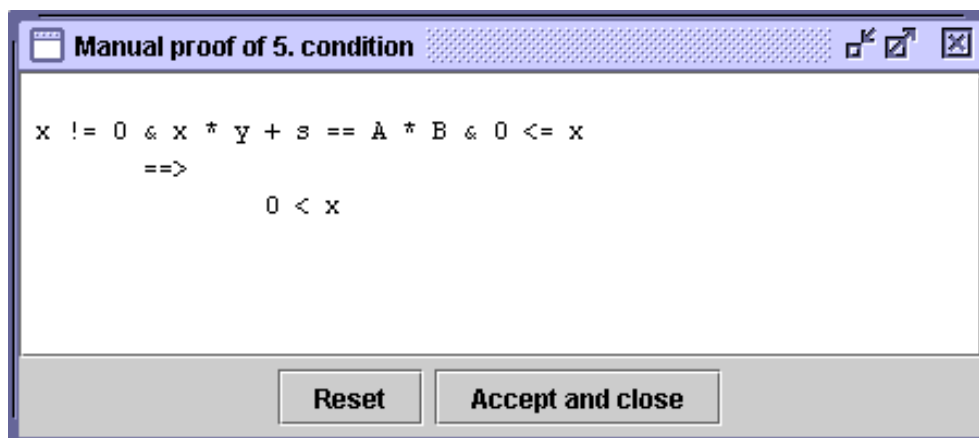 Manual proof of 5. condition
x != 0 & x * y + s == A * B & 0 <= x
==>
0 < x
Reset
Accept and close